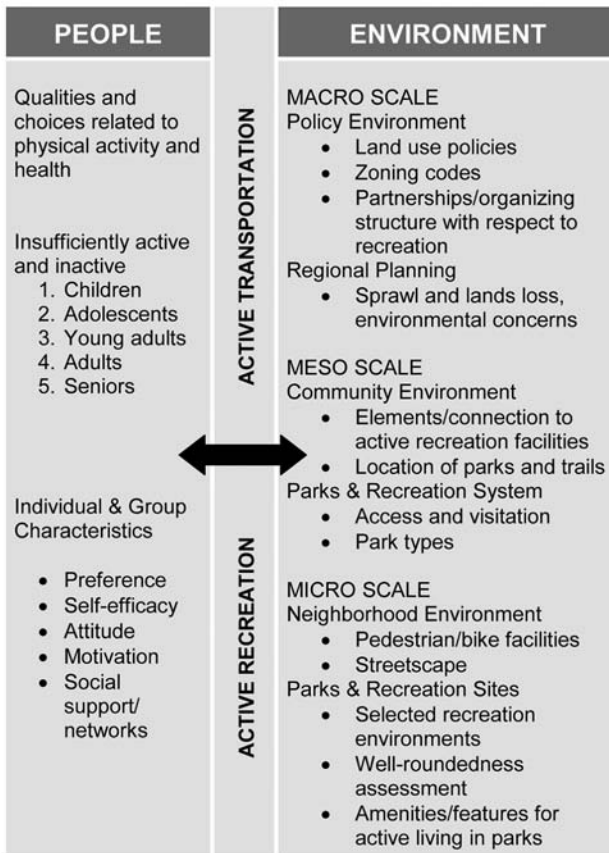 PEOPLE
Qualities and
choices related to
physical activity and
health
Insufficiently active
and inactive
1. Children
2. Adolescents
3. Young adults
4. Adults
5. Seniors
Individual & Group
Characteristics
• Preference
• Self-efficacy
• Attitude
• Motivation
• Social
support/
networks
ACTIVE TRANSPORTATION
ACTIVE RECREATION
ENVIRONMENT
MACRO SCALE
Policy Environment
• Land use policies
• Zoning codes
• Partnerships/organizing
structure with respect to
recreation
Regional Planning
• Sprawl and lands loss,
environmental concerns
MESO SCALE
Community Environment
• Elements/connection to
active recreation facilities
• Location of parks and trails
Parks & Recreation System
• Access and visitation
• Park types
MICRO SCALE
Neighborhood Environment
• Pedestrian/bike facilities
• Streetscape
Parks & Recreation Sites
• Selected recreation
environments
• Well-roundedness
assessment
• Amenities/features for
active living in parks